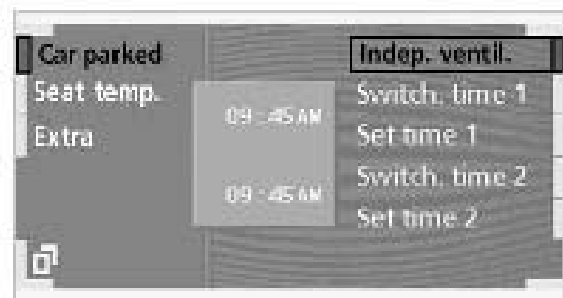 Car parked
Seat temp.
Extra
09:45AM
09:45AM
Indep. ventil.
Switch. time 1
Set time 1
Switch. time 2
Set time 2